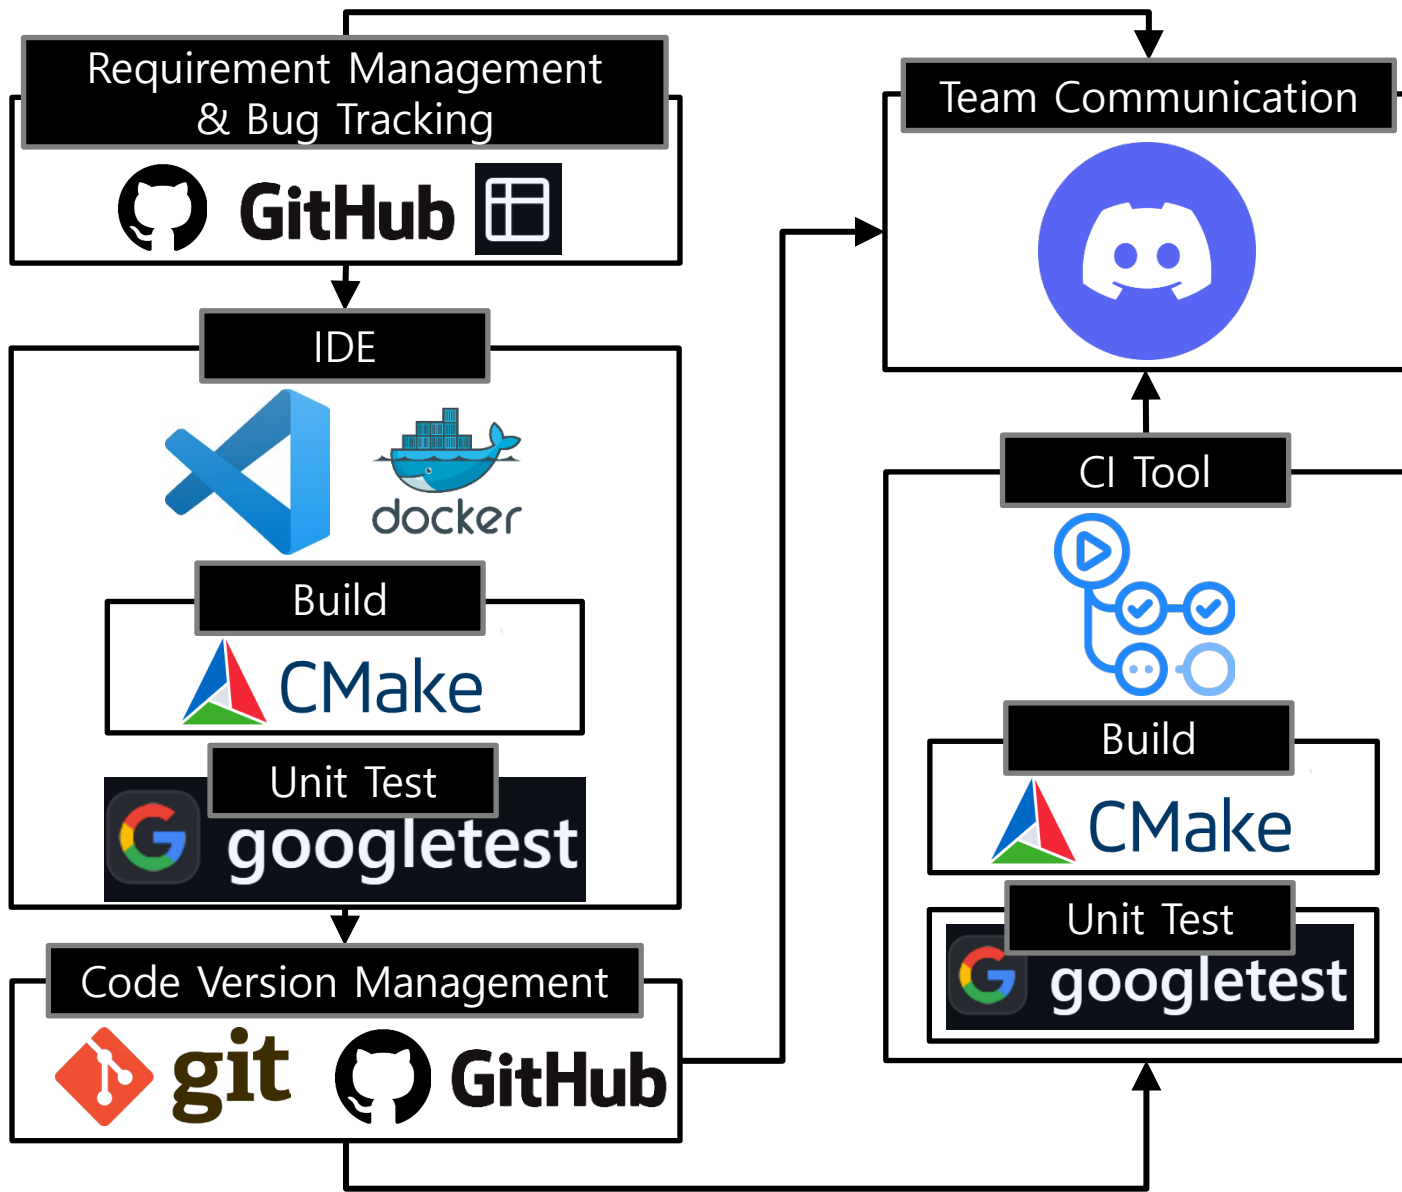 Requirement Management
& Bug Tracking
GitHub
IDE
docker
Build
CMake
Unit Test
googletest
Code Version Management
git
GitHub
Team Communication
CI Tool
Build
CMake
Unit Test
googletest